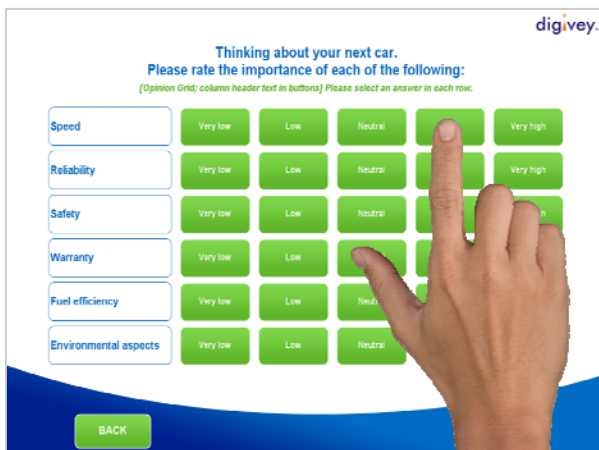 digivey
Thinking about your next car.
Please rate the importance of each of the following:
[Opinion Grid; column header text in buttons] Please select an answer in each row.
Speed Very low Low Neutral Very high
Reliability Very low Low Neutral Very high
Safety Very low Low Neutral
Warranty Very low Low
Fuel efficiency Very low Low
Environmental aspects Very low Low Neutral
BACK